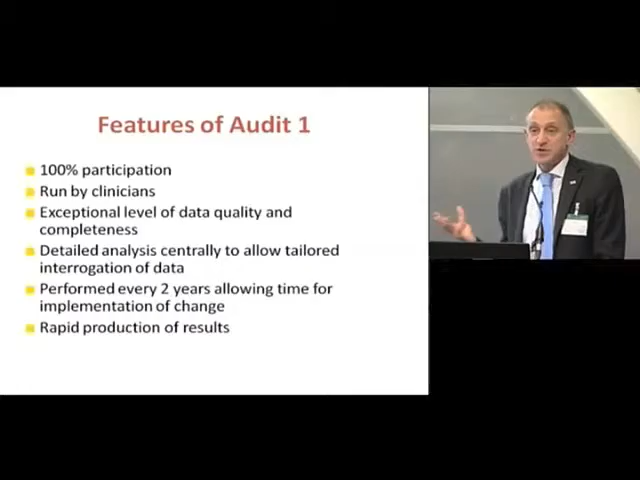 Features of Audit 1
100% participation
Run by clinicians
Exceptional level of data quality and
completeness
Detailed analysis centrally to allow tailored
interrogation of data
Performed every 2 years allowing time for
implementation of change
Rapid production of results